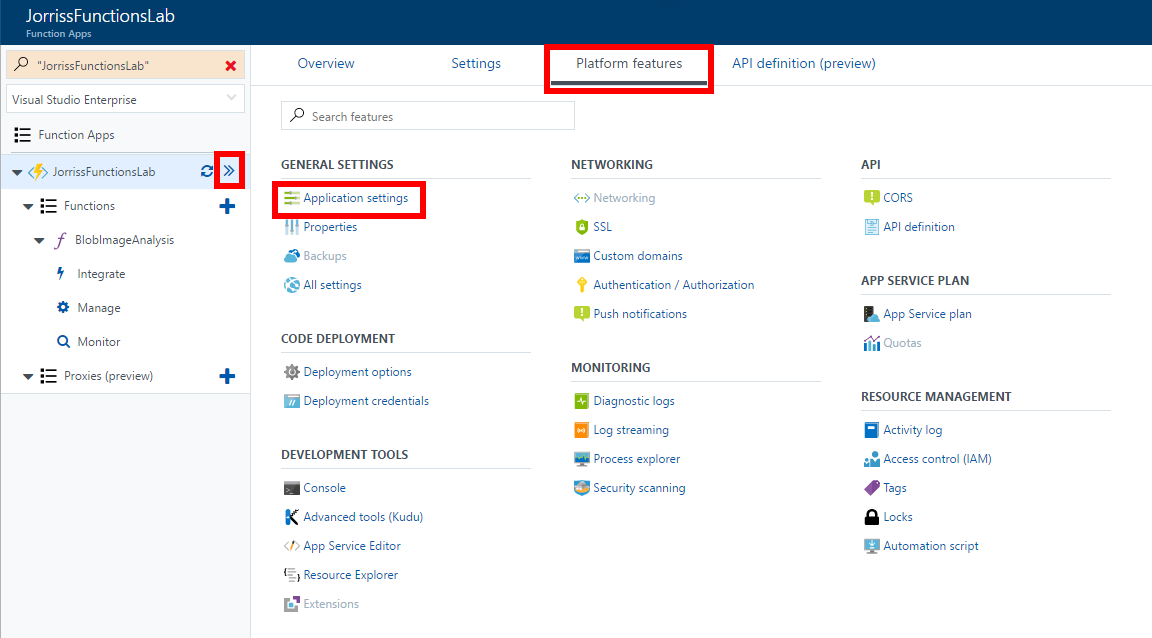 JorrissFunctionsLab
Function Apps
"JorrissFunctionsLab"
Visual Studio Enterprise
Function Apps
JorrissFunctionsLab
Functions
BlobImageAnalysis
Integrate
Manage
Monitor
Proxies (preview)
Overview
Settings
Platform features
API definition (preview)
Search features
GENERAL SETTINGS
Application settings
Properties
Backups
All settings
CODE DEPLOYMENT
Deployment options
Deployment credentials
DEVELOPMENT TOOLS
Console
Advanced tools (Kudu)
App Service Editor
Resource Explorer
Extensions
NETWORKING
Networking
SSL
Custom domains
Authentication / Authorization
Push notifications
MONITORING
Diagnostic logs
Log streaming
Process explorer
Security scanning
API
CORS
API definition
APP SERVICE PLAN
App Service plan
Quotas
RESOURCE MANAGEMENT
Activity log
Access control (IAM)
Tags
Locks
Automation script